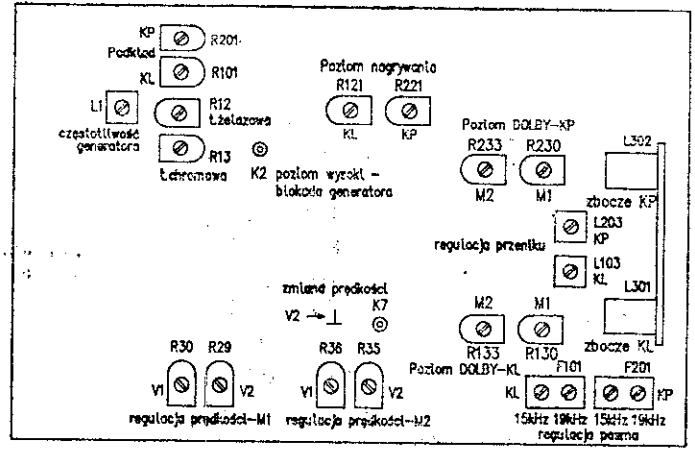 KP R201
Podkład
KL R101
L1 R12
t.żelazowa
częstotliwość
generatora
R13
t.chromowa
K2 poziom wysoki -
blokada generatora
Poziom nagrywania
R121 R221
KL KP
Poziom DOLBY-KP
R233 R230
M2 M1
L302
zbocze KP
L203
KP
regulacja przeniku
L103
KL
L301
zbocze KL
zmiana prędkości
V2 K7
M2 M1
R133 R130
Poziom DOLBY-KL
R30 R29
V1 V2
regulacja prędkości-M1
R36 R35
V1 V2
regulacja prędkości-M2
F101 F201
KL KP
15kHz 19kHz 15kHz 19kHz
regulacja pasma